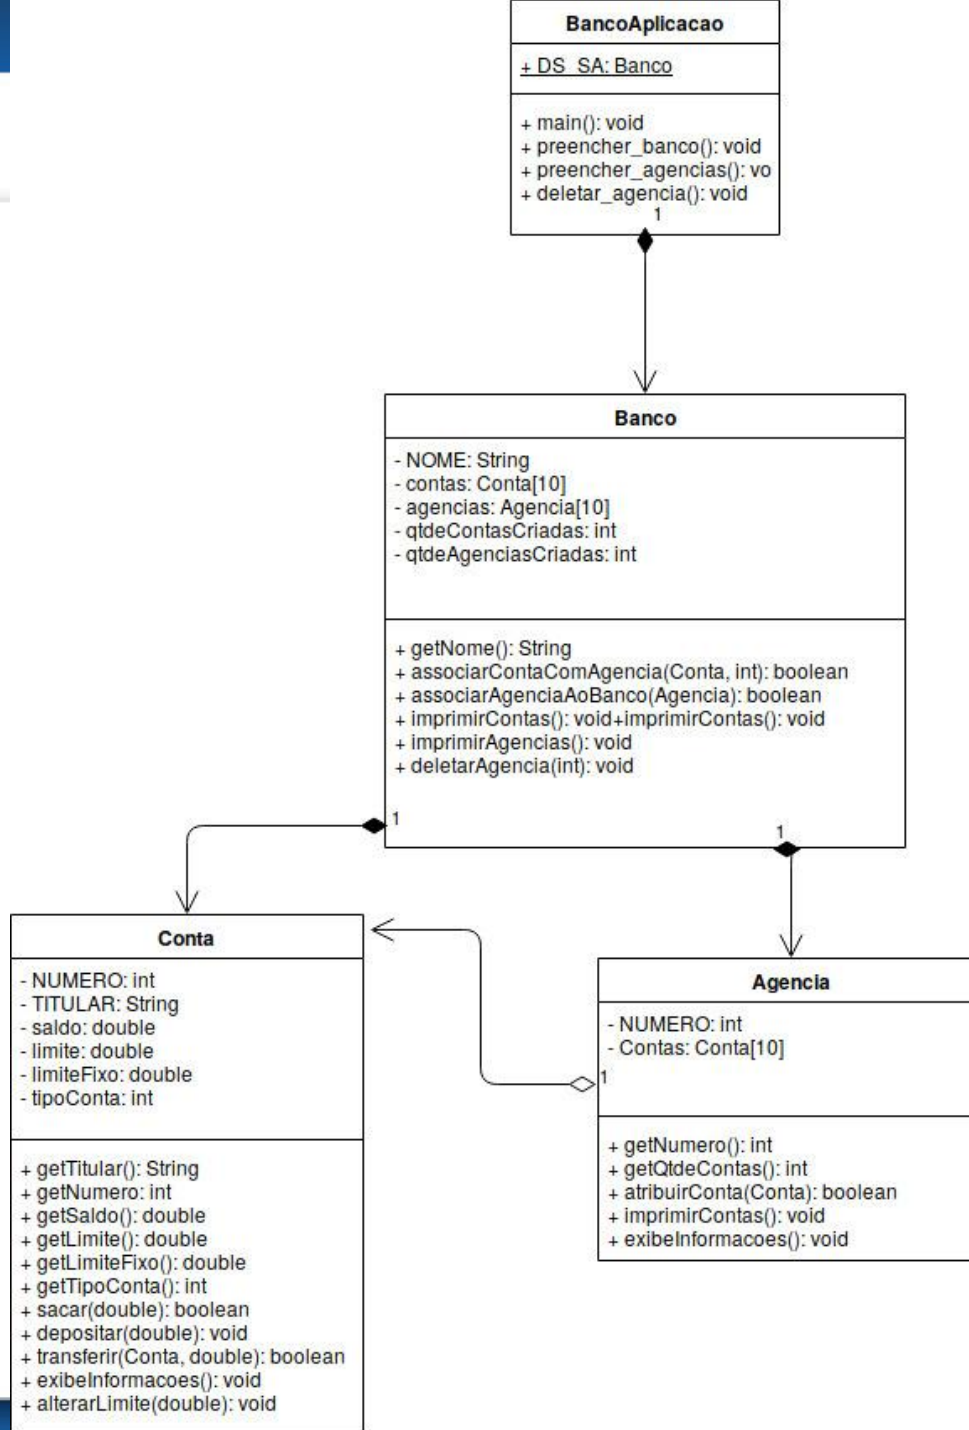 BancoAplicacao
+ DS_SA: Banco
+ main(): void
+ preencher_banco(): void
+ preencher_agencias(): vo
+ deletar_agencia(): void
1
Banco
- NOME: String
- contas: Conta[10]
- agencias: Agencia[10]
- qtdeContasCriadas: int
- qtdeAgenciasCriadas: int
+ getNome(): String
+ associarContaComAgencia(Conta, int): boolean
+ associarAgenciaAoBanco(Agencia): boolean
+ imprimirContas(): void+imprimirContas(): void
+ imprimirAgencias(): void
+ deletarAgencia(int): void
1
1
Conta
- NUMERO: int
- TITULAR: String
- saldo: double
- limite: double
- limiteFixo: double
- tipoConta: int
+ getTitular(): String
+ getNumero: int
+ getSaldo(): double
+ getLimite(): double
+ getLimiteFixo(): double
+ getTipoConta(): int
+ sacar(double): boolean
+ depositar(double): void
+ transferir(Conta, double): boolean
+ exibeInformacoes(): void
+ alterarLimite(double): void
Agencia
- NUMERO: int
- Contas: Conta[10]
1
+ getNumero(): int
+ getQtdeContas(): int
+ atribuirConta(Conta): boolean
+ imprimirContas(): void
+ exibeInformacoes(): void